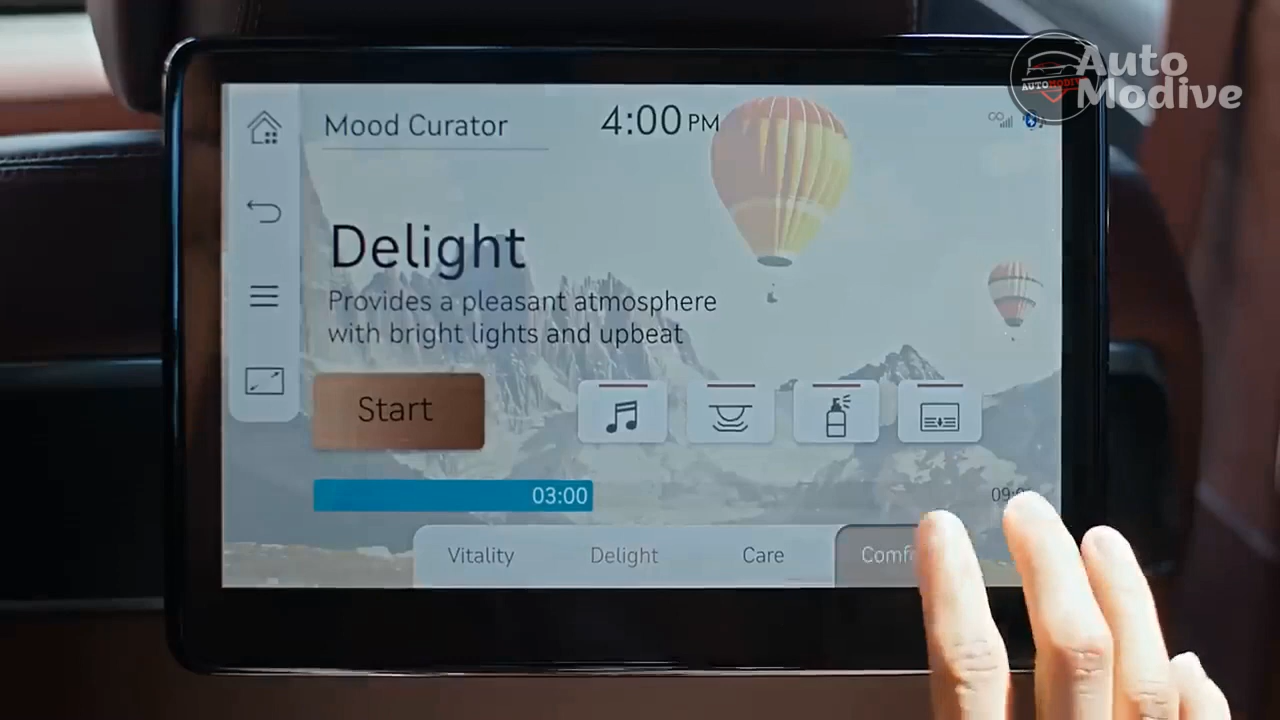 Auto
Modive
AUTOMODIV
Mood Curator
4:00 PM
Delight
Provides a pleasant atmosphere
with bright lights and upbeat
Start
03:00
Vitality
Delight
Care